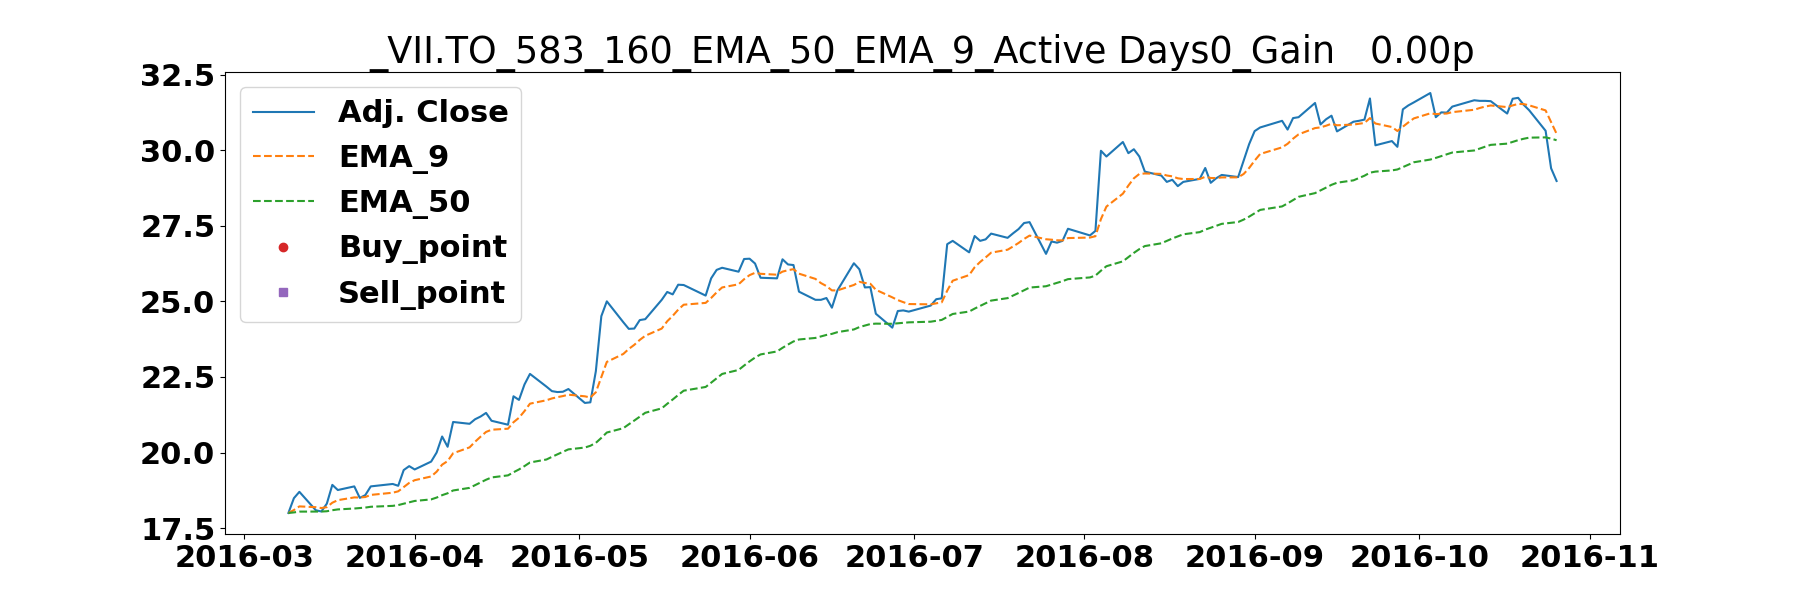 _VII.TO_583_160_EMA_50_EMA_9_Active Days0_Gain   0.00p
32.5
30.0
27.5
25.0
22.5
20.0
17.5
Adj. Close
EMA_9
EMA_50
Buy_point
Sell_point
2016-03 2016-04 2016-05 2016-06 2016-07 2016-08 2016-09 2016-10 2016-11